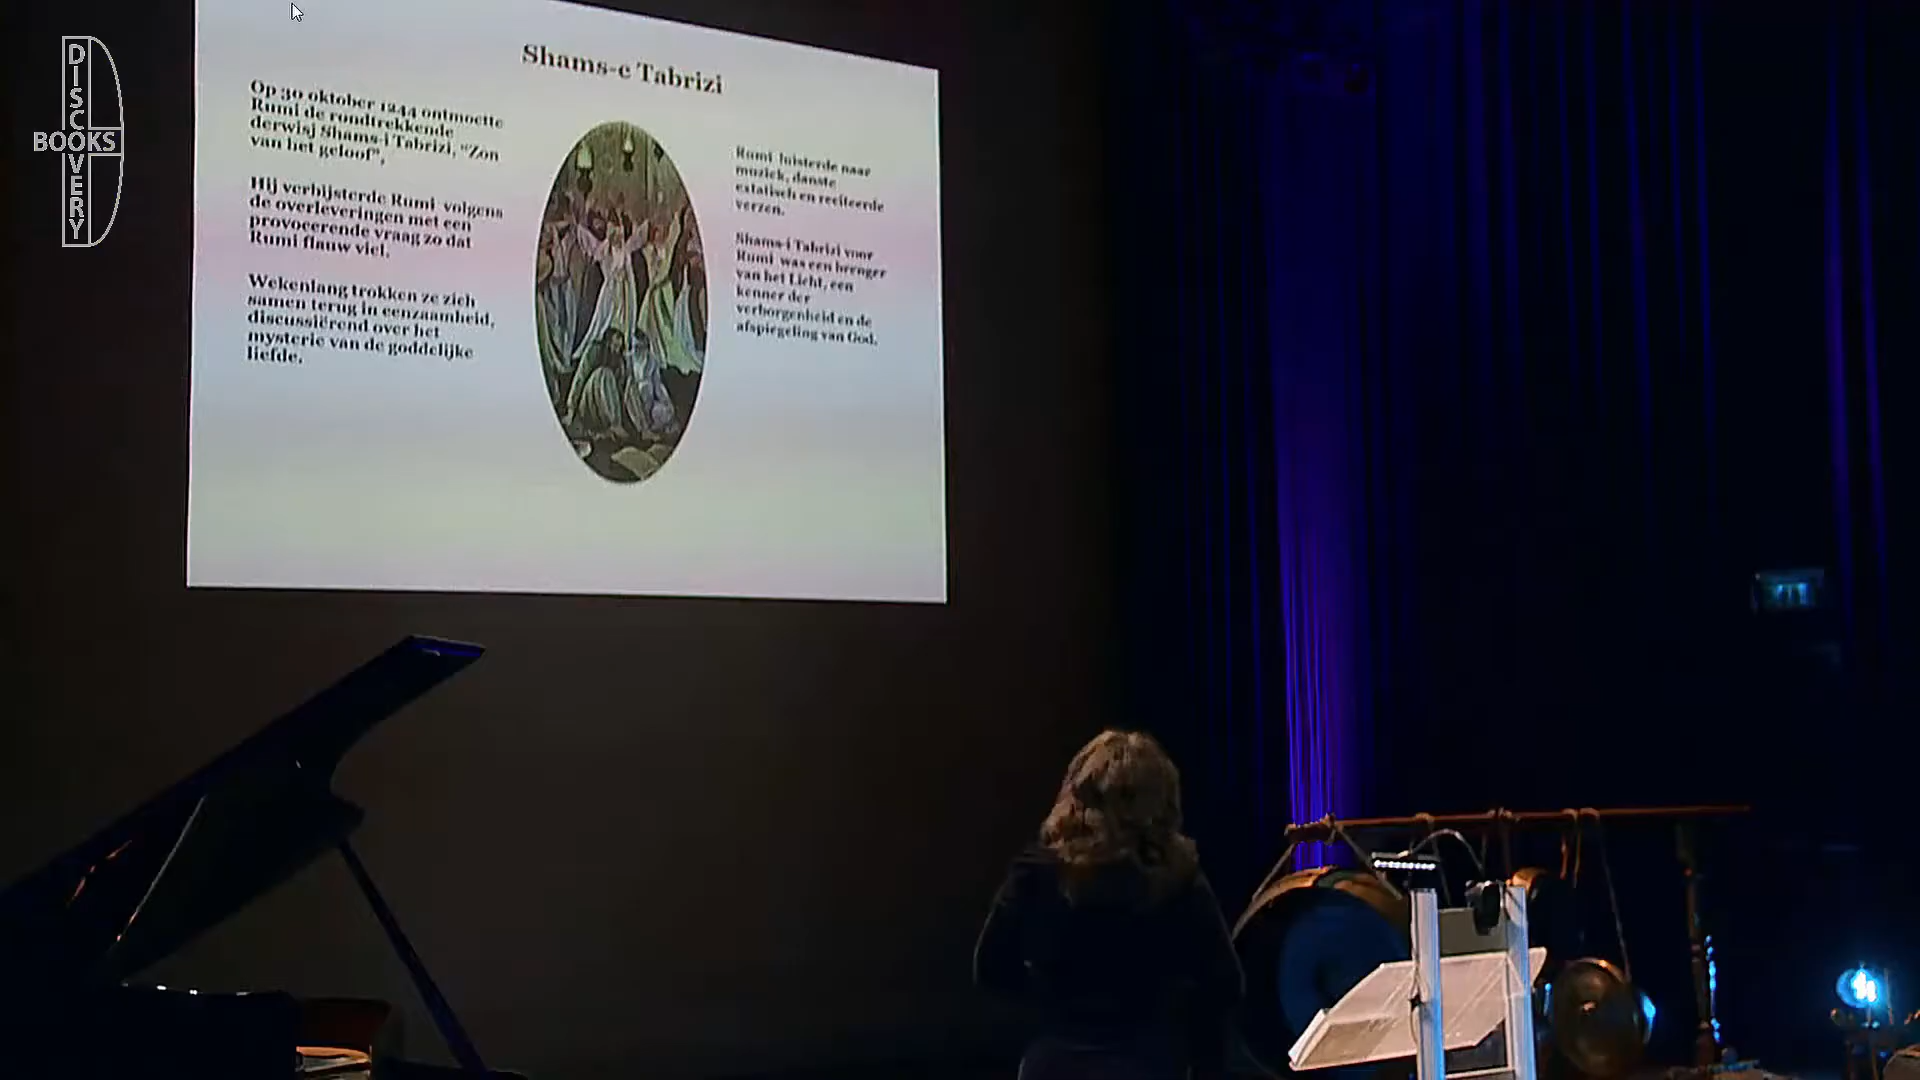 DISCOVERY
BOOKS
Shams-e Tabrizi
Op 30 oktober 1244 ontmoette
Rumi de rondtrekkende
derwisj Shams-i Tabrizi, “Zon
van het geloof”,
Hij verbijsterde Rumi volgens
de overleveringen met een
provocerende vraag zo dat
Rumi flauw viel.
Wekenlang trokken ze zich
samen terug in eenzaamheid,
discussiërend over het
mysterie van de goddelijke
liefde.
Rumi luisterde naar
muziek, danste
extatisch en reciteerde
verzen.
Shams-i Tabrizi voor
Rumi was een brenger
van het Licht, een
kenner der
verborgenheid en de
afspiegeling van God.